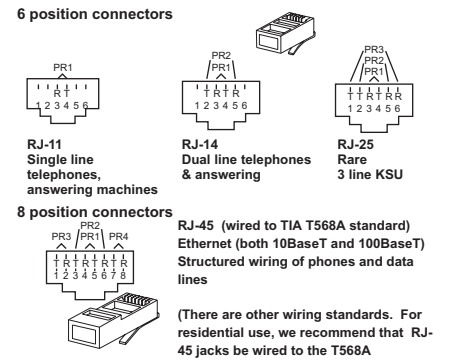 6 position connectors
PR1
R T
1 2 3 4 5 6
RJ-11
Single line
telephones,
answering machines
PR2
PR1
T R T R
1 2 3 4 5 6
RJ-14
Dual line telephones
& answering
PR3
PR2
PR1
T T R T R R
1 2 3 4 5 6
RJ-25
Rare
3 line KSU
8 position connectors
PR2
PR3 PR1 PR4
T R T R T R T R
1 2 3 4 5 6 7 8
RJ-45 (wired to TIA T568A standard)
Ethernet (both 10BaseT and 100BaseT)
Structured wiring of phones and data
lines
(There are other wiring standards. For
residential use, we recommend that RJ-
45 jacks be wired to the T568A